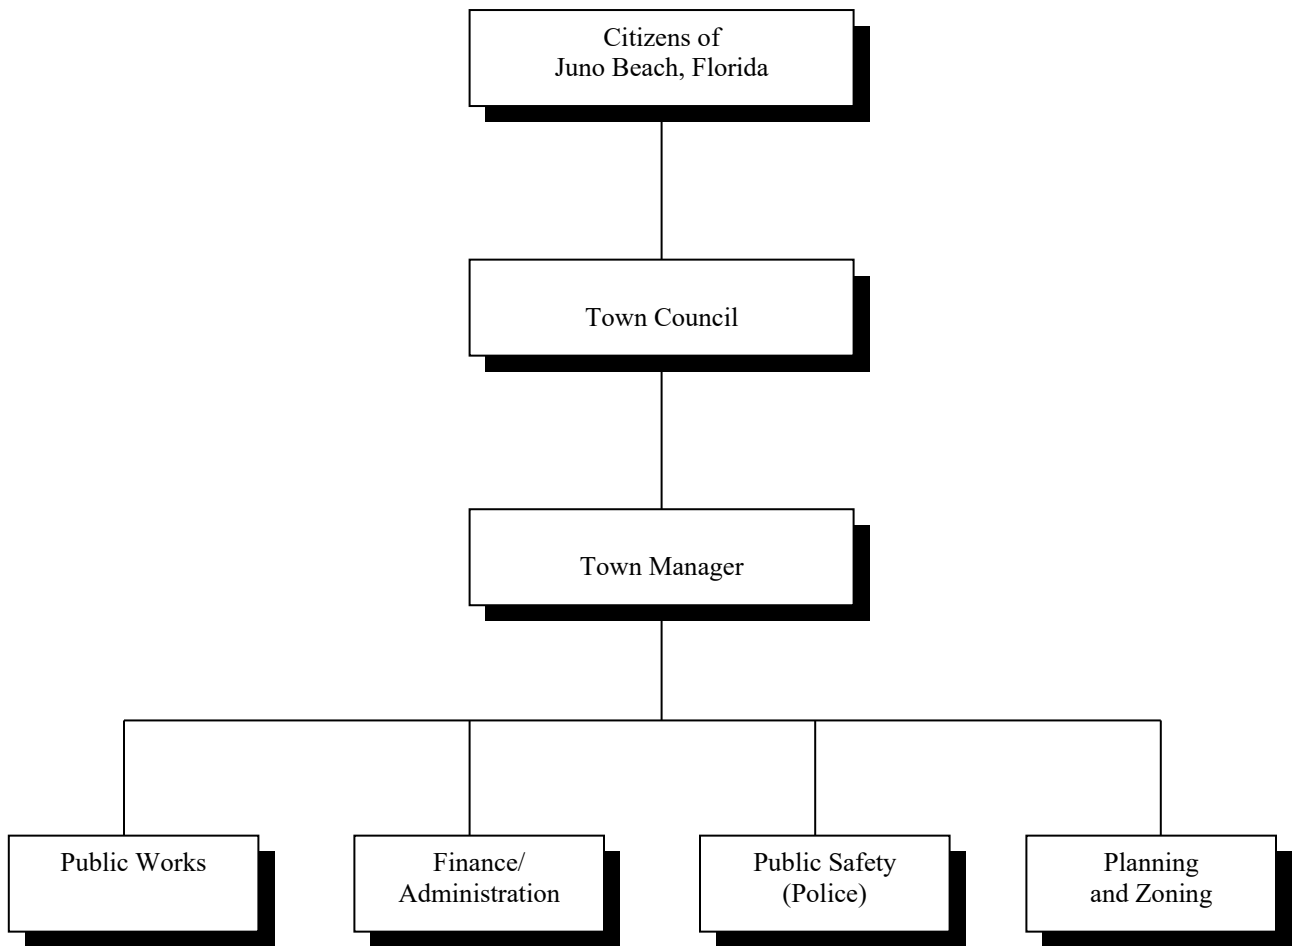 Citizens of
Juno Beach, Florida
Town Council
Town Manager
Public Works
Finance/
Administration
Public Safety
(Police)
Planning
and Zoning